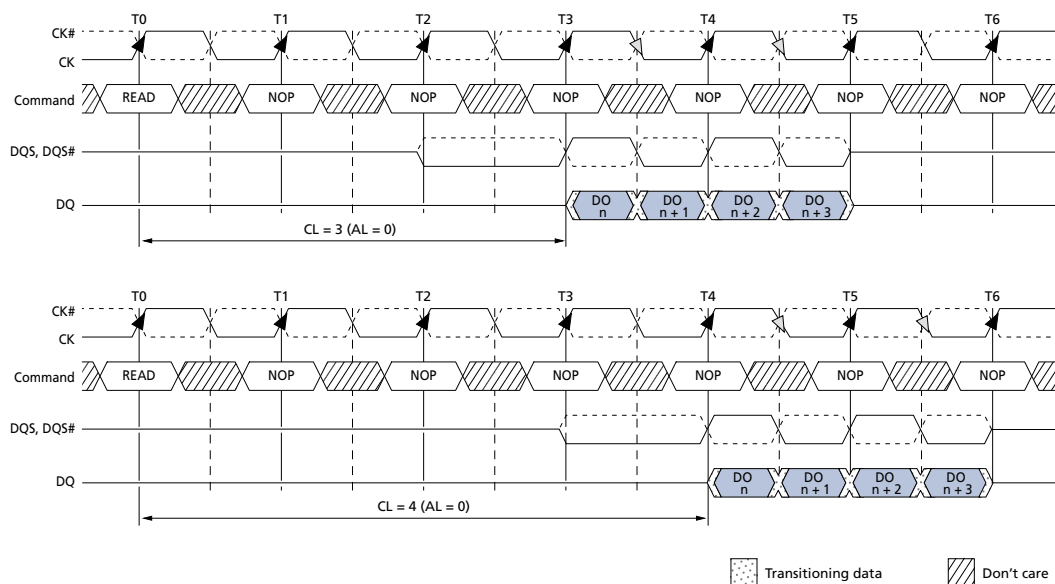 T0 T1 T2 T3 T4 T5 T6
CK#
CK
Command READ NOP NOP NOP NOP NOP NOP
DQS, DQS#
DQ DO n DO n + 1 DO n + 2 DO n + 3
CL = 3 (AL = 0)
T0 T1 T2 T3 T4 T5 T6
CK#
CK
Command READ NOP NOP NOP NOP NOP NOP
DQS, DQS#
DQ DO n DO n + 1 DO n + 2 DO n + 3
CL = 4 (AL = 0)
Transitioning data Don't care